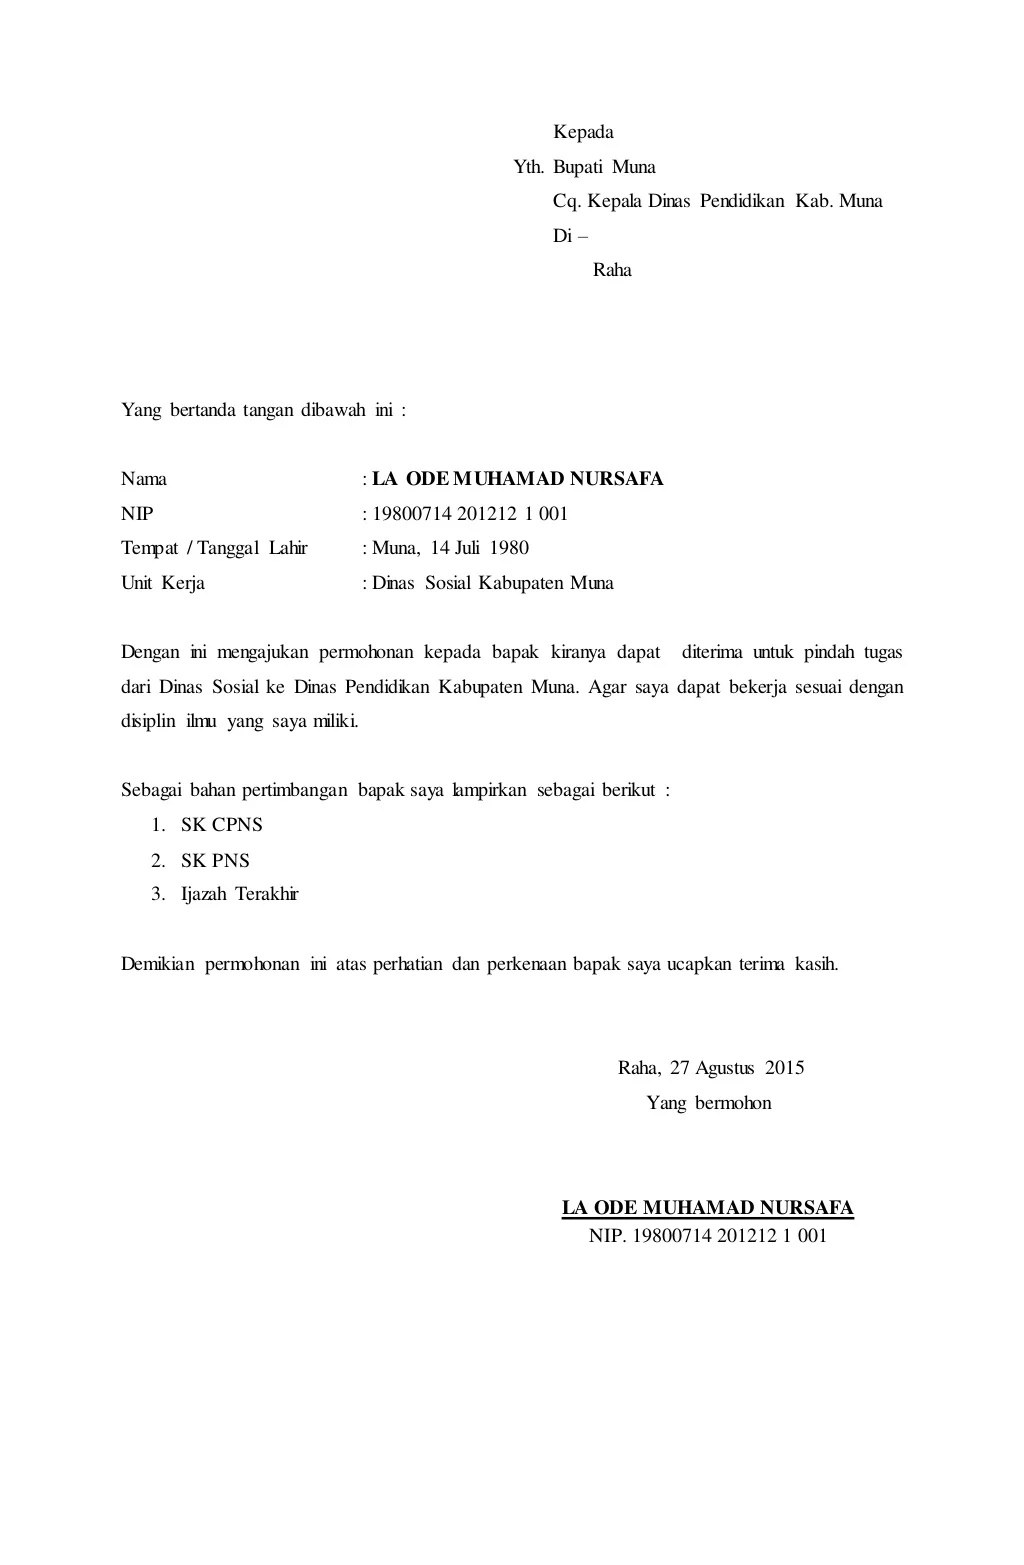 Kepada
Yth. Bupati Muna
Cq. Kepala Dinas Pendidikan Kab. Muna
Di –
Raha
Yang bertanda tangan dibawah ini :
Nama : LA ODE MUHAMAD NURSAFA
NIP : 19800714 201212 1 001
Tempat / Tanggal Lahir : Muna, 14 Juli 1980
Unit Kerja : Dinas Sosial Kabupaten Muna
Dengan ini mengajukan permohonan kepada bapak kiranya dapat diterima untuk pindah tugas
dari Dinas Sosial ke Dinas Pendidikan Kabupaten Muna. Agar saya dapat bekerja sesuai dengan
disiplin ilmu yang saya miliki.
Sebagai bahan pertimbangan bapak saya lampirkan sebagai berikut :
1. SK CPNS
2. SK PNS
3. Ijazah Terakhir
Demikian permohonan ini atas perhatian dan perkenaan bapak saya ucapkan terima kasih.
Raha, 27 Agustus 2015
Yang bermohon
LA ODE MUHAMAD NURSAFA
NIP. 19800714 201212 1 001